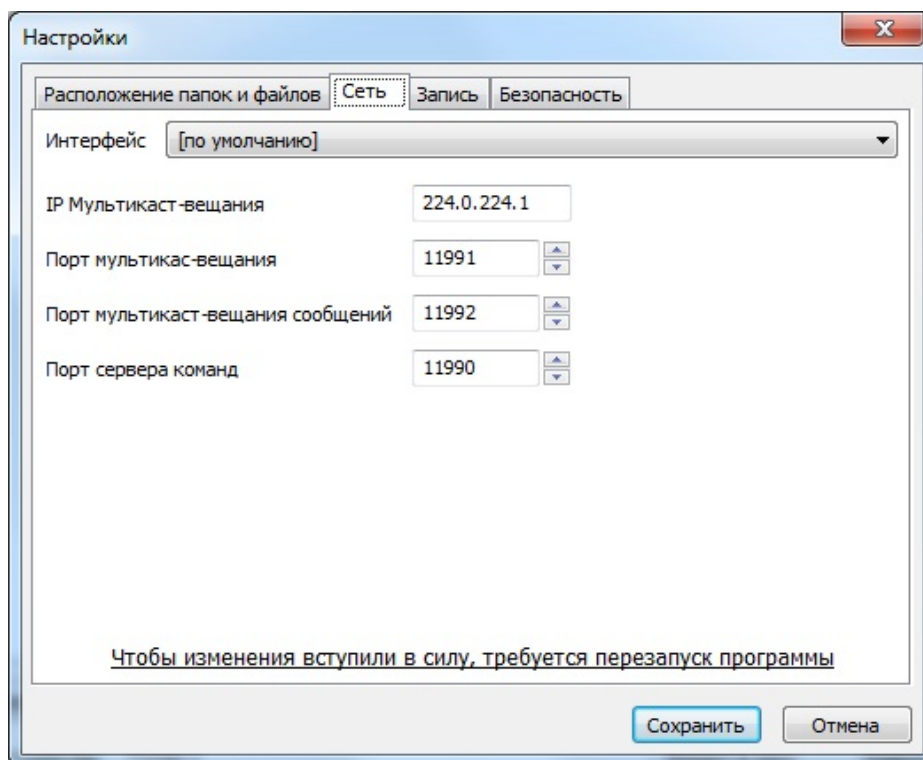 Настройки
Расположение папок и файлов Сеть Запись Безопасность
Интерфейс [по умолчанию]
IP Мультикаст-вещания 224.0.224.1
Порт мультикас-вещания 11991
Порт мультикаст-вещания сообщений 11992
Порт сервера команд 11990
Чтобы изменения вступили в силу, требуется перезапуск программы
Сохранить Отмена